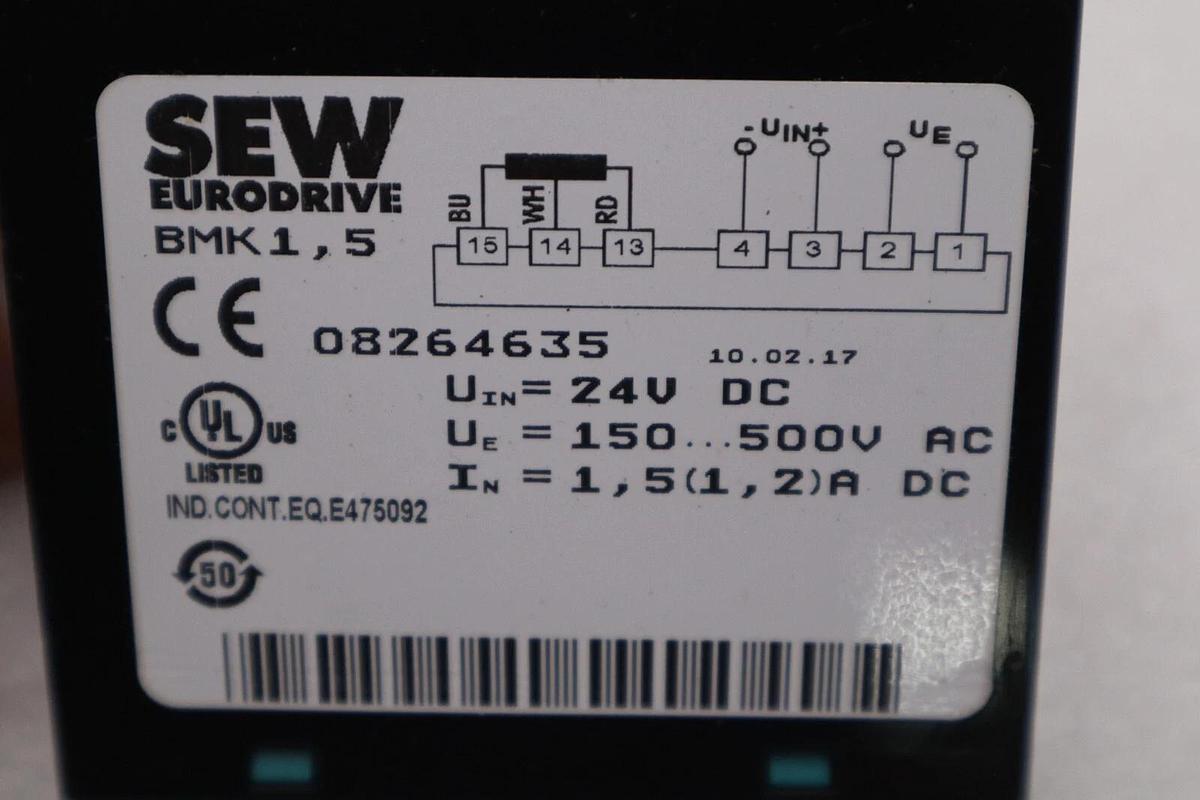 SEW
EURODRIVE
BMK1,5
BU WH RD
- UIN+ UE
15 14 13 4 3 2 1
CE 08264635 10.02.17
UIN= 24V DC
UE = 150...500V AC
IN = 1,5(1,2)A DC
C UL US
LISTED
IND.CONT.EQ.E475092
50